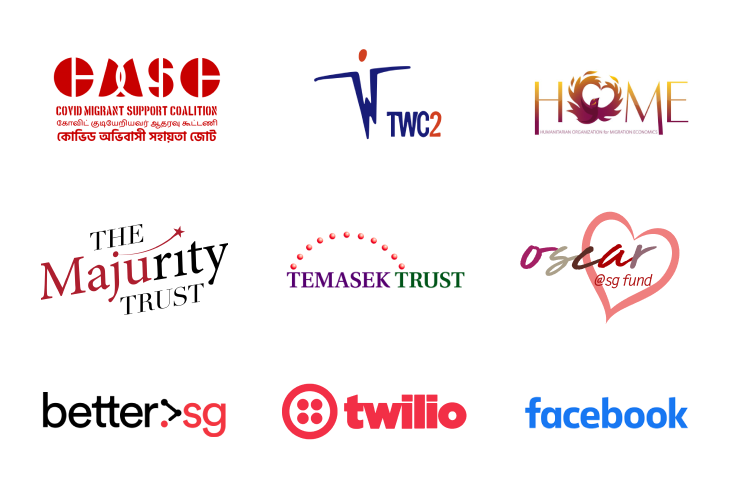 CMSC
COVID MIGRANT SUPPORT COALITION
கோவிட் குடியேறியவர் ஆதரவு கூட்டணி
কোভিড অভিবাসী সহায়তা জোট
TWC2
HOME
HUMANITARIAN ORGANIZATION for MIGRATION ECONOMICS
THE
Majurity
TRUST
TEMASEK TRUST
oscar
@sg fund
better.sg
twilio
facebook